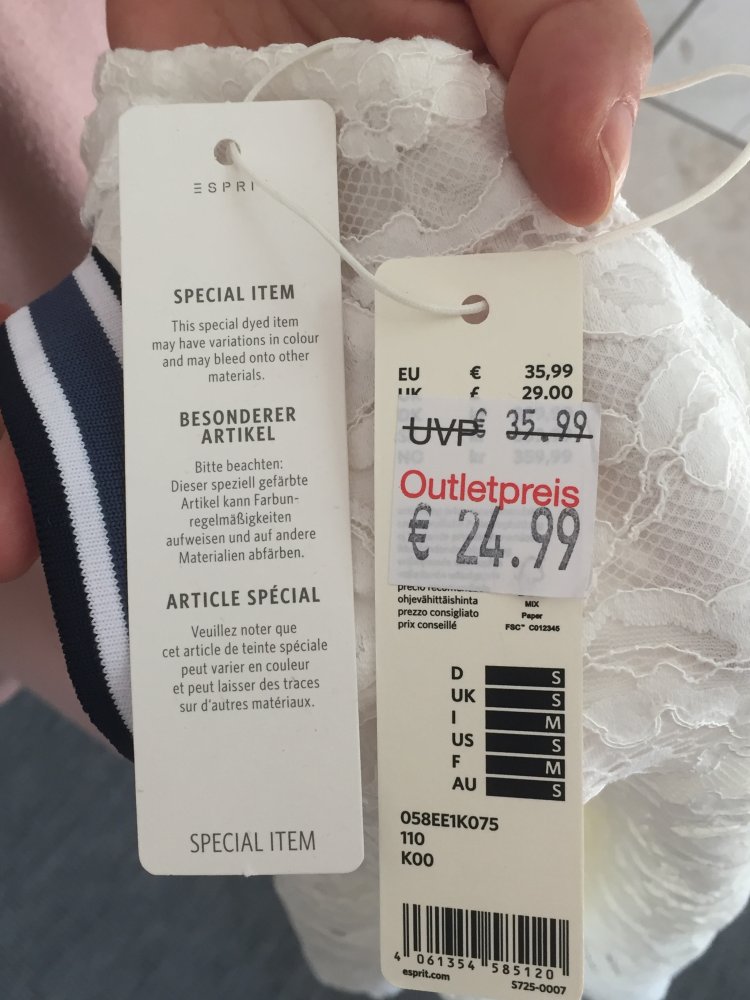 ESPRIT
SPECIAL ITEM
This special dyed item
may have variations in colour
and may bleed onto other
materials.
BESONDERER
ARTIKEL
Bitte beachten:
Dieser speziell gefärbte
Artikel kann Farbun-
regelmäßigkeiten
aufweisen und auf andere
Materialien abfärben.
ARTICLE SPÉCIAL
Veuillez noter que
cet article de teinte spéciale
peut varier en couleur
et peut laisser des traces
sur d'autres matériaux.
SPECIAL ITEM
EU € 35,99
UK £ 29.00
UVP € 35.99
Outletpreis
€ 24.99
ohjevähittäishinta
prezzo consigliato
prix conseillé
MIX
Paper
FSC™ C012345
D S
UK S
I M
US S
F M
AU S
058EE1K075
110
K00
4 061354 585120
esprit.com
S725-0007